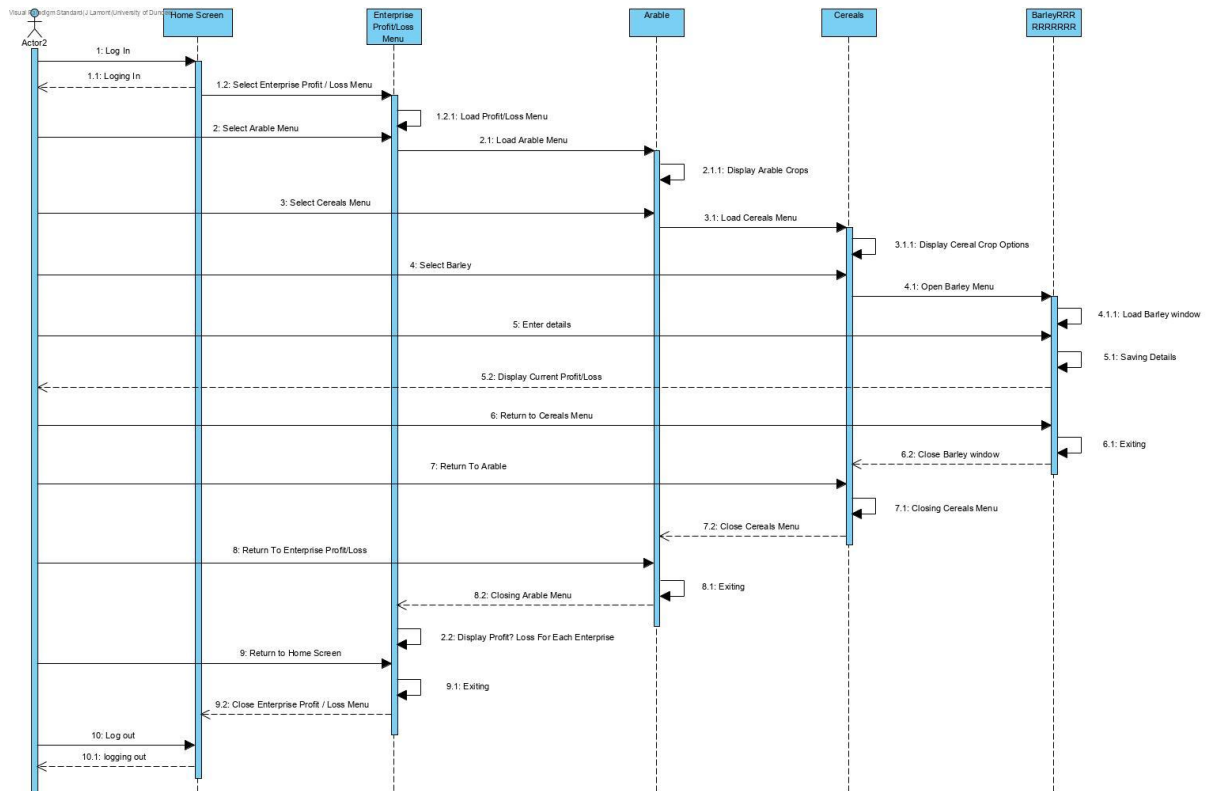 Visual Paradigm Standard(J Lamont(University of Dundee
Home Screen
Enterprise
Profit/Loss
Menu
Arable
Cereals
BarleyRRR
RRRRRRR
Actor2
1: Log In
1.1: Loging In
1.2: Select Enterprise Profit / Loss Menu
1.2.1: Load Profit/Loss Menu
2: Select Arable Menu
2.1: Load Arable Menu
2.1.1: Display Arable Crops
3: Select Cereals Menu
3.1: Load Cereals Menu
3.1.1: Display Cereal Crop Options
4: Select Barley
4.1: Open Barley Menu
4.1.1: Load Barley window
5: Enter details
5.1: Saving Details
5.2: Display Current Profit/Loss
6: Return to Cereals Menu
6.1: Exiting
6.2: Close Barley window
7: Return To Arable
7.1: Closing Cereals Menu
7.2: Close Cereals Menu
8: Return To Enterprise Profit/Loss
8.1: Exiting
8.2: Closing Arable Menu
2.2: Display Profit? Loss For Each Enterprise
9: Return to Home Screen
9.1: Exiting
9.2: Close Enterprise Profit / Loss Menu
10: Log out
10.1: logging out